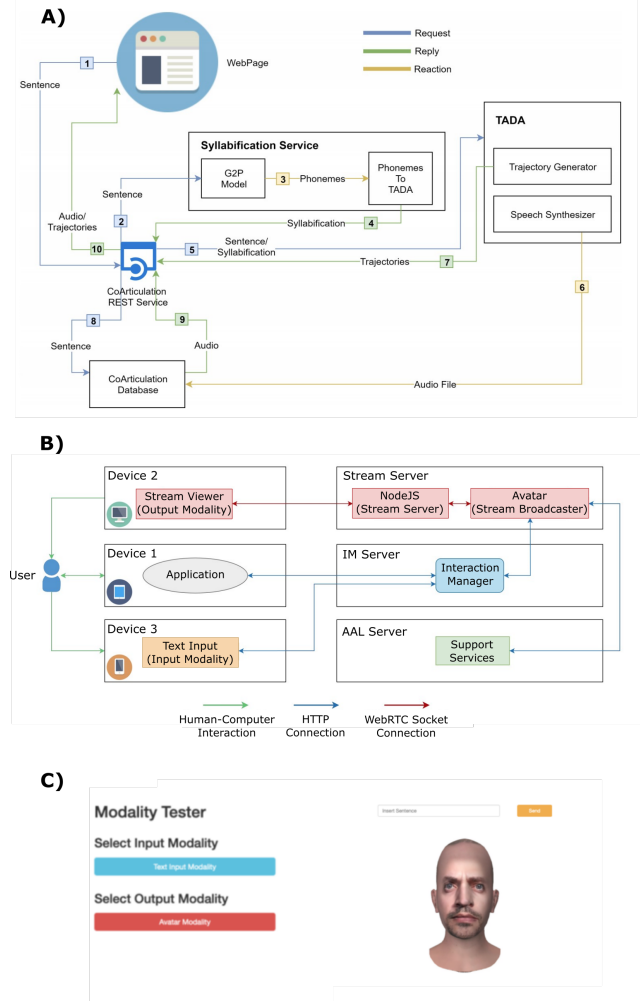 A)
Request
Reply
Reaction
WebPage
1
Sentence
TADA
Trajectory Generator
Speech Synthesizer
Syllabification Service
G2P
Model
3
Phonemes
Phonemes
To
TADA
Sentence
2
Audio/
Trajectories
10
4
Syllabification
5
Sentence/
Syllabification
Trajectories
7
6
CoArticulation
REST Service
8
9
Sentence
Audio
CoArticulation
Database
Audio File
B)
Device 2
Stream Viewer
(Output Modality)
Stream Server
NodeJS
(Stream Server)
Avatar
(Stream Broadcaster)
User
Device 1
Application
IM Server
Interaction
Manager
Device 3
Text Input
(Input Modality)
AAL Server
Support
Services
Human-Computer
Interaction
HTTP
Connection
WebRTC Socket
Connection
C)
Modality Tester
Select Input Modality
Text Input Modality
Select Output Modality
Avatar Modality
Insert Sentence
Send